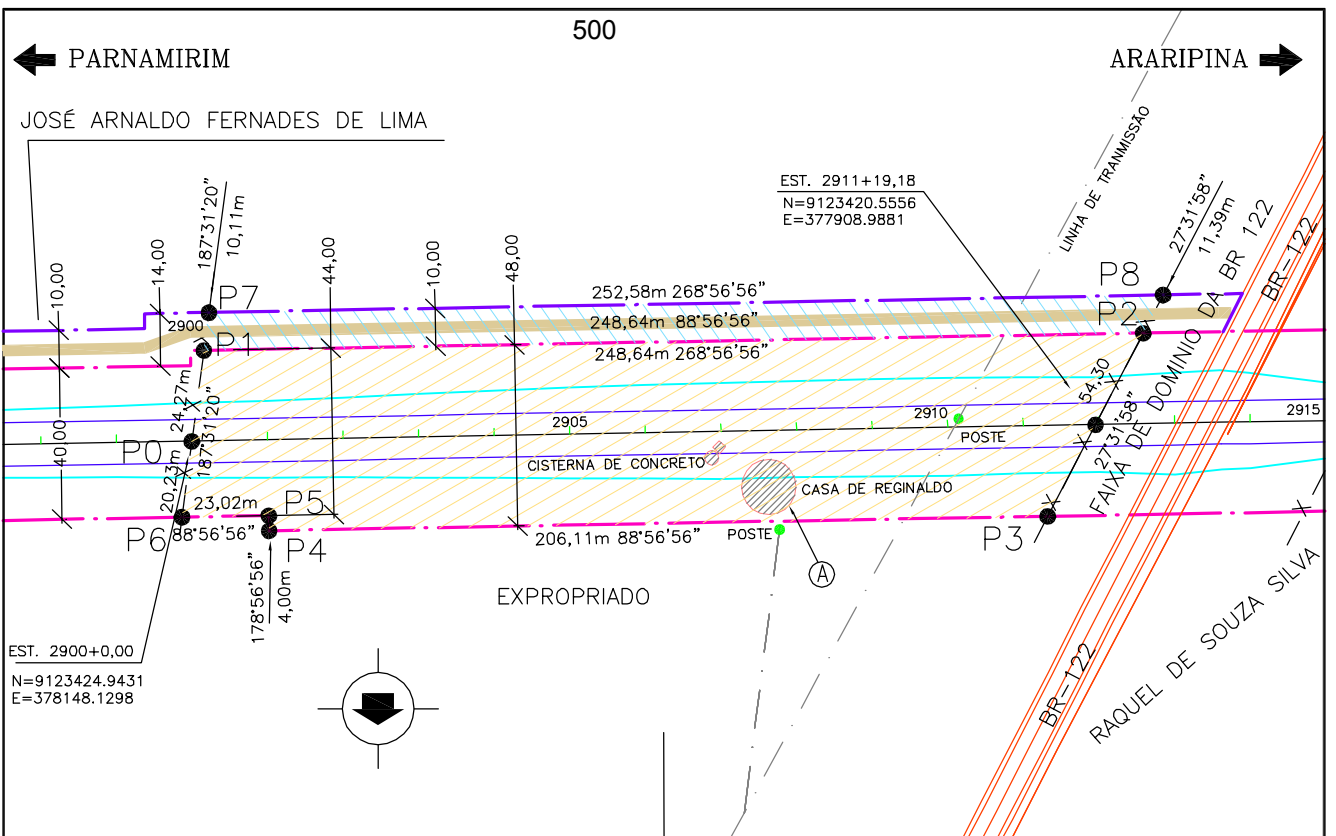 500
PARNAMIRIM
ARARIPINA
JOSÉ ARNALDO FERNADES DE LIMA
187°31'20"
10,11m
EST. 2911+19,18
N=9123420.5556
E=377908.9881
LINHA DE TRANMISSÃO
27°31'58"
11,39m
10,00
14,00
44,00
10,00
48,00
P7
2900
P1
252,58m 268°56'56"
248,64m 88°56'56"
248,64m 268°56'56"
P8
P2
FAIXA DE DOMINIO DA BR 122
BR-122
24,27m
187°31'20"
54,30
27°31'58"
40,00
P0
20,23m
2905
2910
2915
POSTE
CISTERNA DE CONCRETO
CASA DE REGINALDO
23,02m
P5
P6
88°56'56"
P4
206,11m 88°56'56"
POSTE
P3
A
178°56'56"
4,00m
EXPROPRIADO
EST. 2900+0,00
N=9123424.9431
E=378148.1298
BR-122
RAQUEL DE SOUZA SILVA